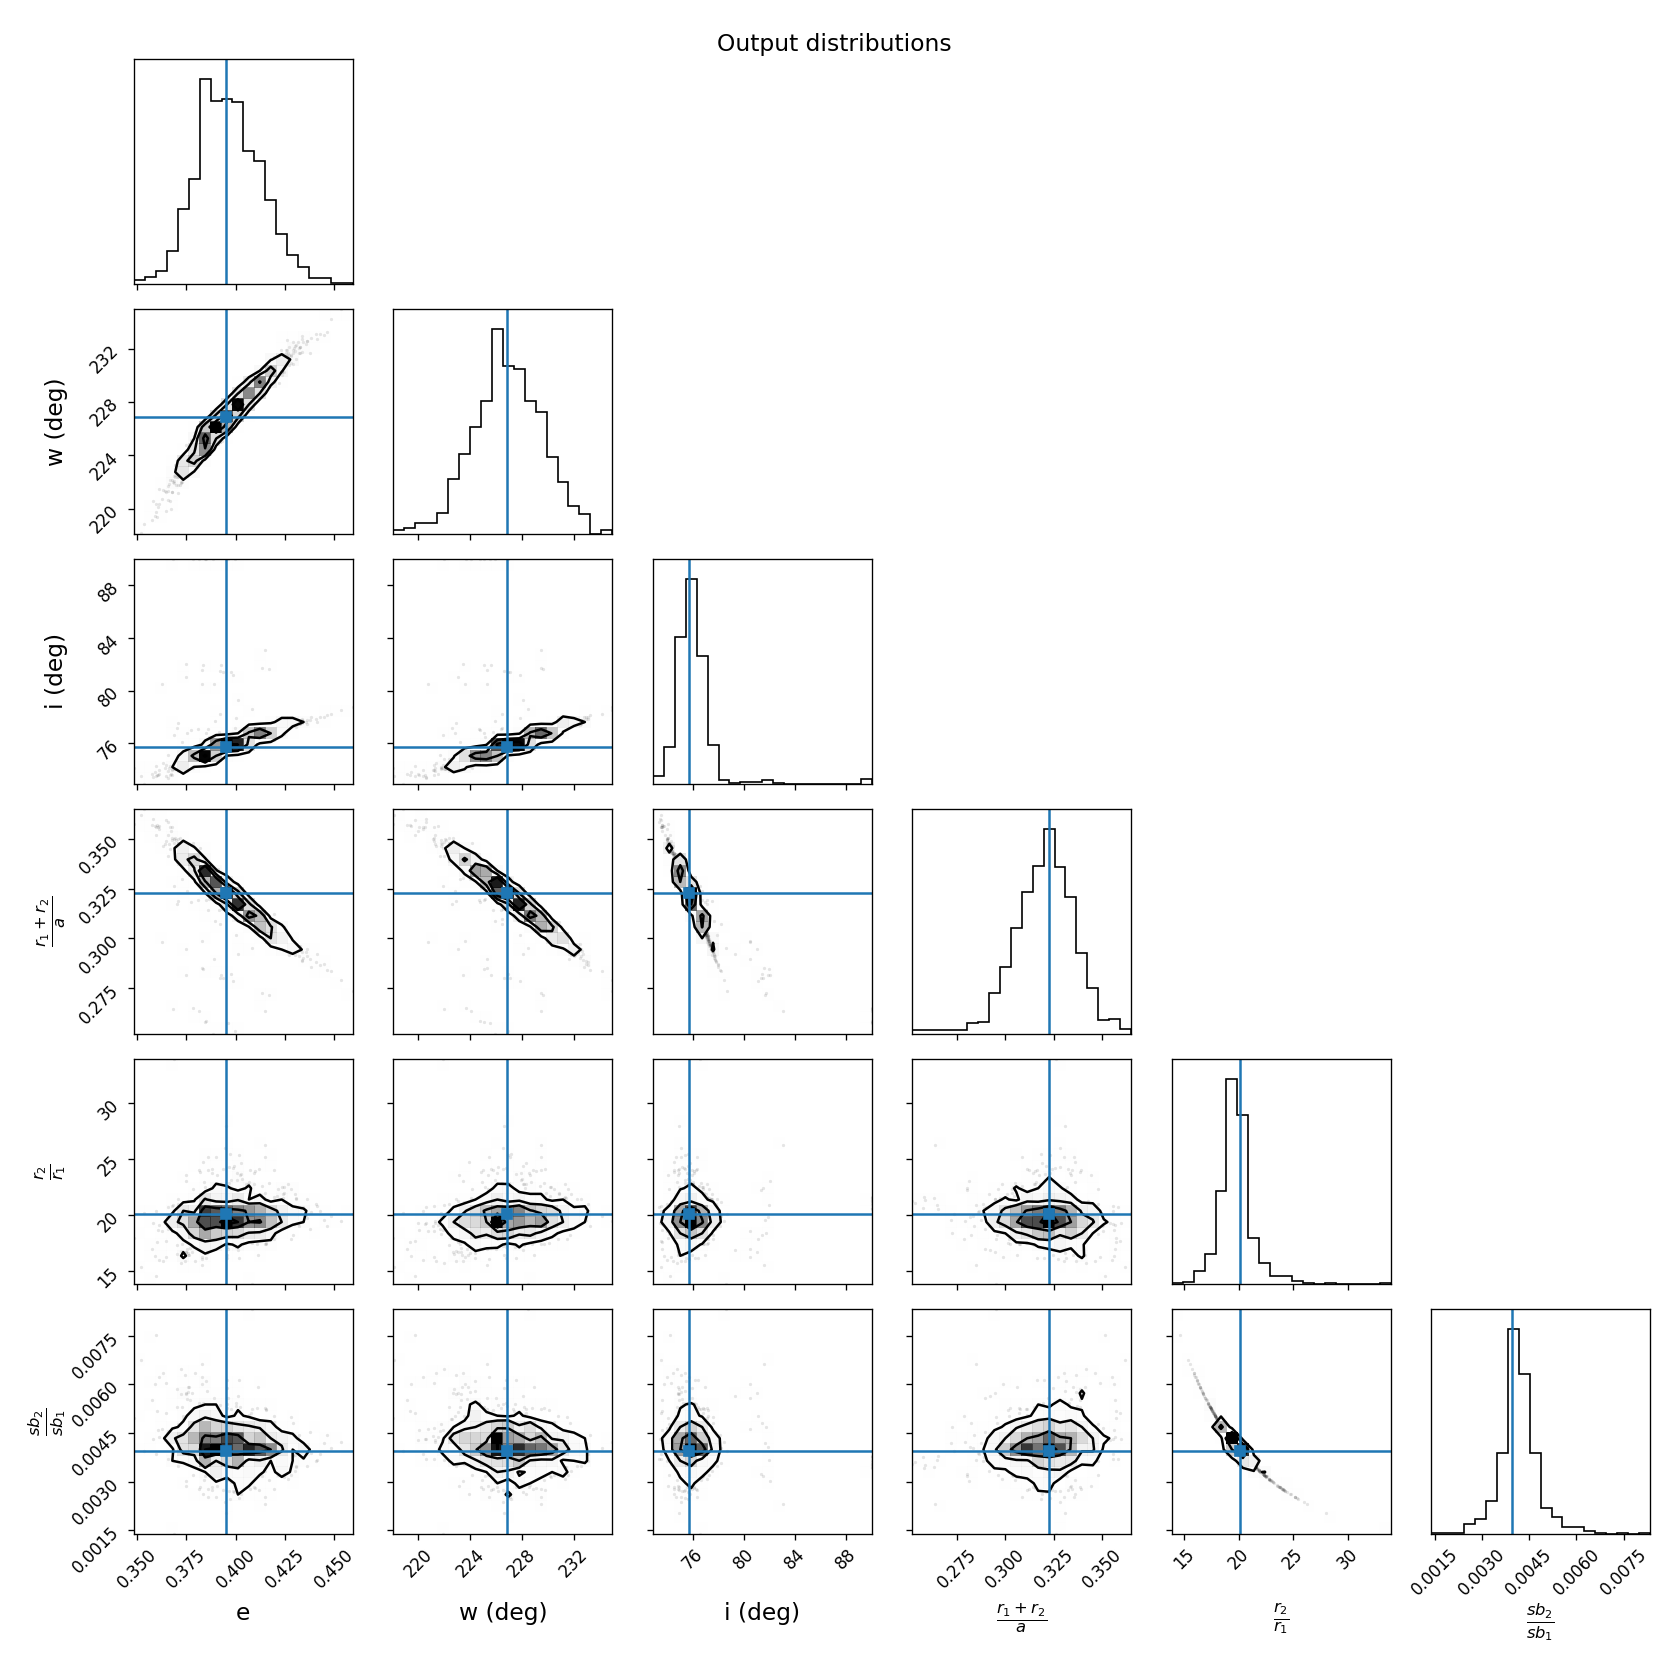 Output distributions
w (deg)
232
228
224
220
i (deg)
88
84
80
76
r₁ + r₂
a
0.350
0.325
0.300
0.275
r₂
r₁
30
25
20
15
sb₂
sb₁
0.0075
0.0060
0.0045
0.0030
0.0015
0.350 0.375 0.400 0.425 0.450
220 224 228 232
76 80 84 88
0.275 0.300 0.325 0.350
15 20 25 30
0.0015 0.0030 0.0045 0.0060 0.0075
e
w (deg)
i (deg)
r₁ + r₂
a
r₂
r₁
sb₂
sb₁